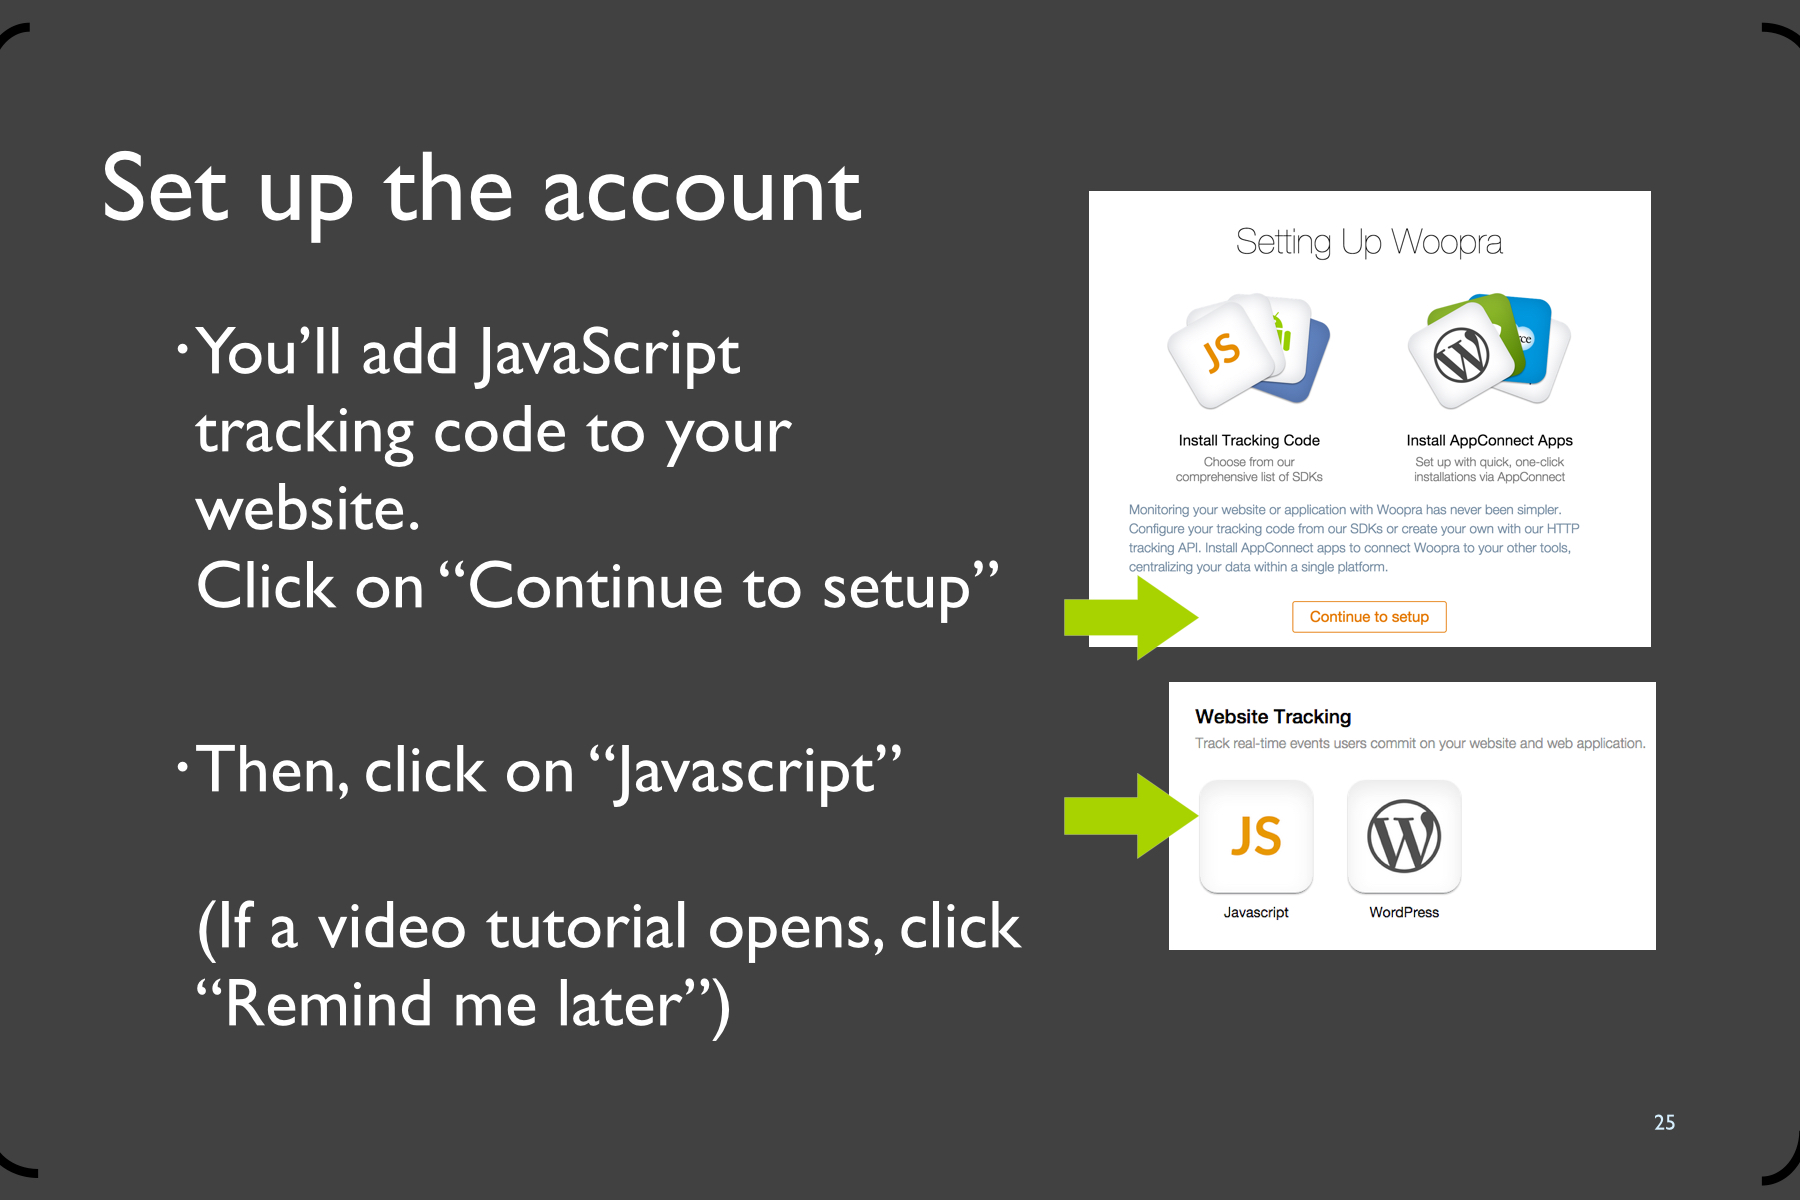 Set up the account
•You’ll add JavaScript
tracking code to your
website.
Click on “Continue to setup”
•Then, click on “Javascript”
(If a video tutorial opens, click
“Remind me later”)
Setting Up Woopra
JS
Install Tracking Code
Choose from our
comprehensive list of SDKs
W
ce
Install AppConnect Apps
Set up with quick, one-click
installations via AppConnect
Monitoring your website or application with Woopra has never been simpler.
Configure your tracking code from our SDKs or create your own with our HTTP
tracking API. Install AppConnect apps to connect Woopra to your other tools,
centralizing your data within a single platform.
Continue to setup
Website Tracking
Track real-time events users commit on your website and web application.
JS
W
Javascript
WordPress
25